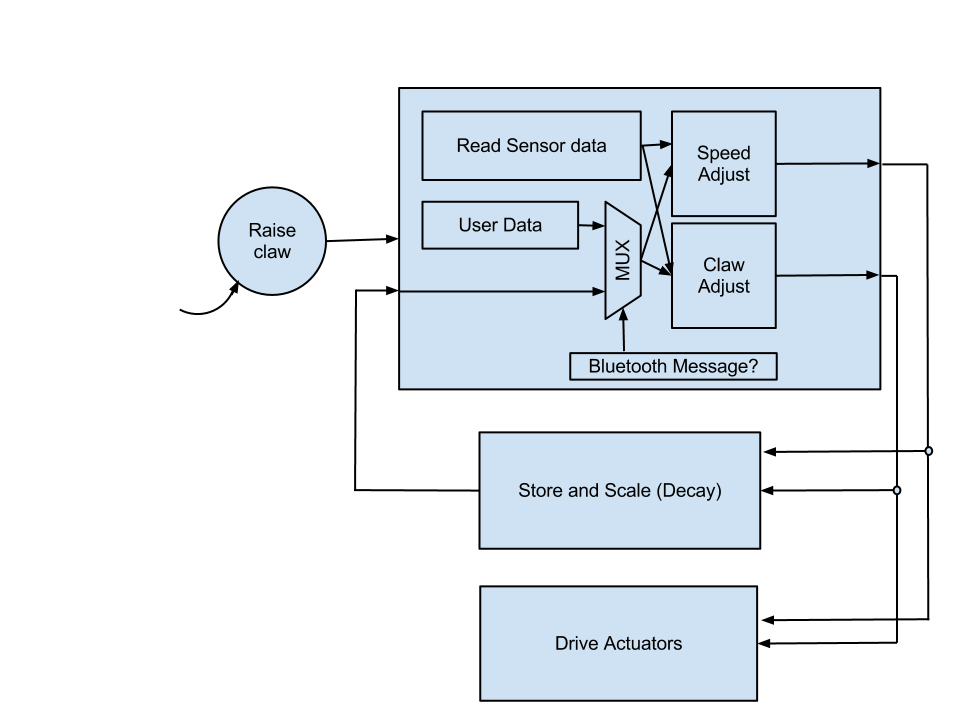 Read Sensor data
Speed
Adjust
User Data
Raise
claw
MUX
Claw
Adjust
Bluetooth Message?
Store and Scale (Decay)
Drive Actuators